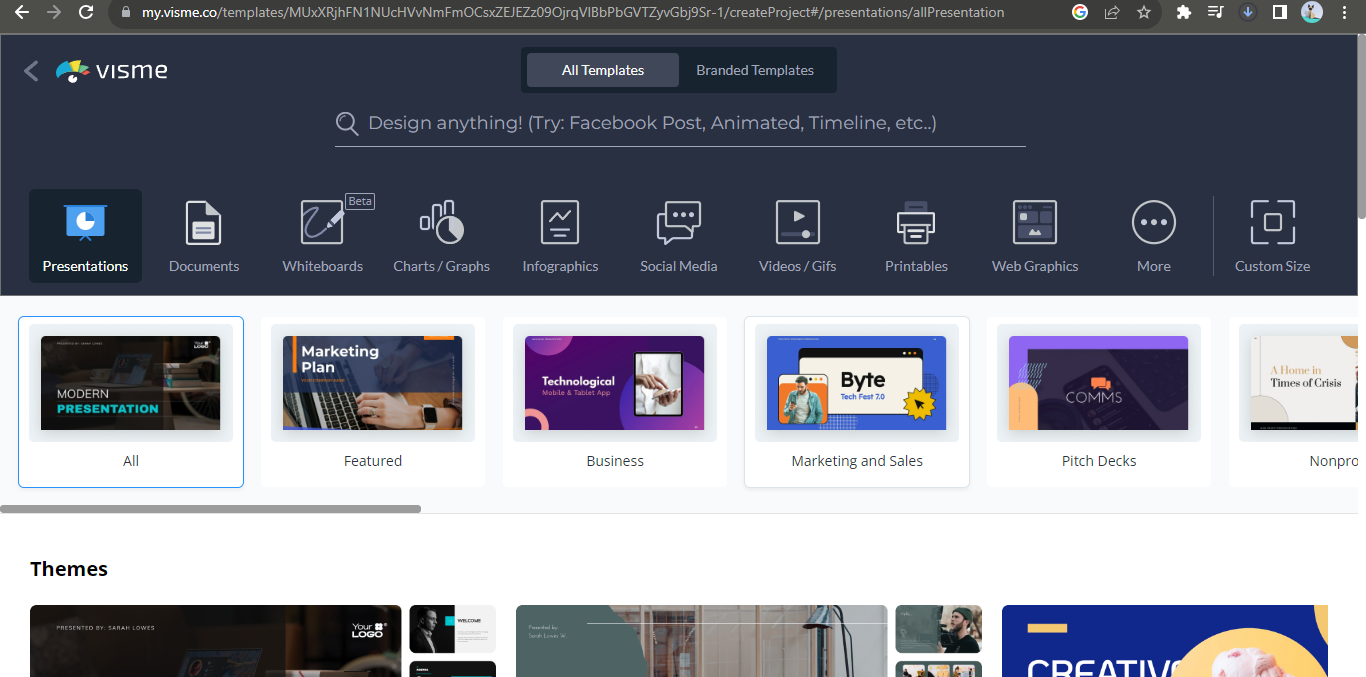 my.visme.co/templates/MUxXRjhFN1NUcHVvNmFmOCsxZEJEZz09OjrqVlBbPbGVTZyvGbj9Sr-1/createProject#/presentations/allPresentation
visme
All Templates
Branded Templates
Design anything! (Try: Facebook Post, Animated, Timeline, etc..)
Beta
Presentations
Documents
Whiteboards
Charts / Graphs
Infographics
Social Media
Videos / Gifs
Printables
Web Graphics
More
Custom Size
PRESENTED BY: SARAH LOWES
Your
LOGO
MODERN
PRESENTATION
All
Marketing
Plan
Featured
Technological
Mobile & Tablet App
Business
Byte
Tech Fest 7.0
Marketing and Sales
COMMS
Pitch Decks
A Home in
Times of Crisis
Nonpro
Themes
PRESENTED BY: SARAH LOWES
Your
LOGO
WELCOME
Presented by:
Sarah Lowes W.
CREATIVE